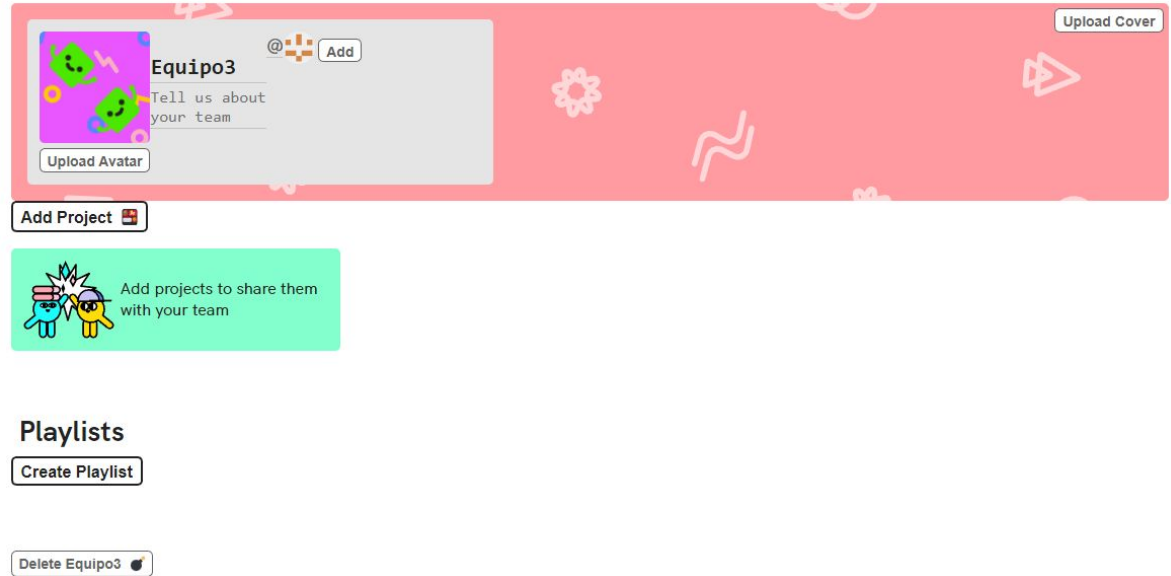 Upload Cover
@
Add
Equipo3
Tell us about
your team
Upload Avatar
Add Project
Add projects to share them
with your team
Playlists
Create Playlist
Delete Equipo3